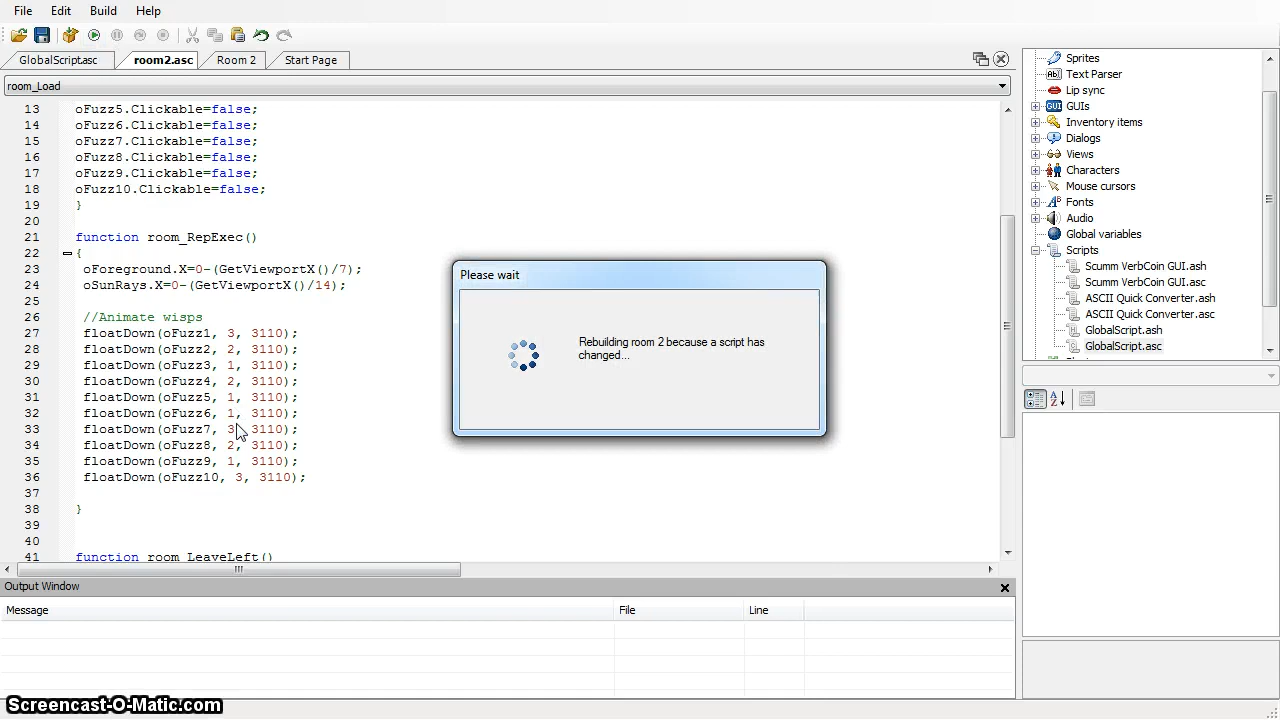 File Edit Build Help
GlobalScript.asc room2.asc Room 2 Start Page
room_Load
13 oFuzz5.Clickable=false;
14 oFuzz6.Clickable=false;
15 oFuzz7.Clickable=false;
16 oFuzz8.Clickable=false;
17 oFuzz9.Clickable=false;
18 oFuzz10.Clickable=false;
19 }
20
21 function room_RepExec()
22 {
23 oForeground.X=0-(GetViewportX()/7);
24 oSunRays.X=0-(GetViewportX()/14);
25
26 //Animate wisps
27 floatDown(oFuzz1, 3, 3110);
28 floatDown(oFuzz2, 2, 3110);
29 floatDown(oFuzz3, 1, 3110);
30 floatDown(oFuzz4, 2, 3110);
31 floatDown(oFuzz5, 1, 3110);
32 floatDown(oFuzz6, 1, 3110);
33 floatDown(oFuzz7, 3, 3110);
34 floatDown(oFuzz8, 2, 3110);
35 floatDown(oFuzz9, 1, 3110);
36 floatDown(oFuzz10, 3, 3110);
37
38 }
39
40
41 function room_LeaveLeft()
Please wait
Rebuilding room 2 because a script has
changed...
Sprites
Text Parser
Lip sync
GUIs
Inventory items
Dialogs
Views
Characters
Mouse cursors
Fonts
Audio
Global variables
Scripts
Scumm VerbCoin GUI.ash
Scumm VerbCoin GUI.asc
ASCII Quick Converter.ash
ASCII Quick Converter.asc
GlobalScript.ash
GlobalScript.asc
Output Window
Message File Line
Screencast-O-Matic.com